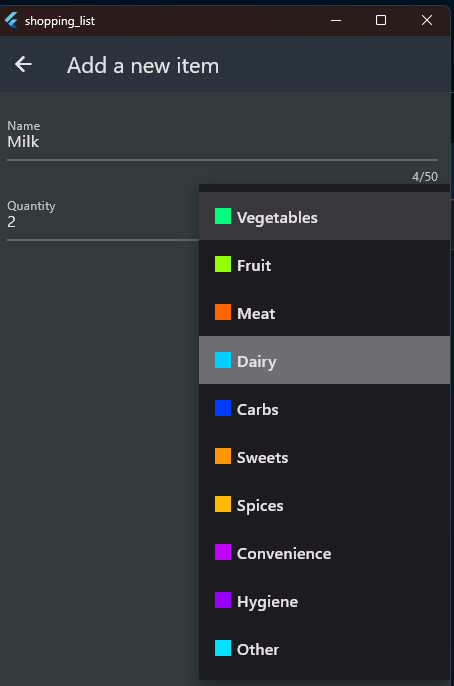 shopping_list
Add a new item
Name
Milk
4/50
Quantity
2
Vegetables
Fruit
Meat
Dairy
Carbs
Sweets
Spices
Convenience
Hygiene
Other